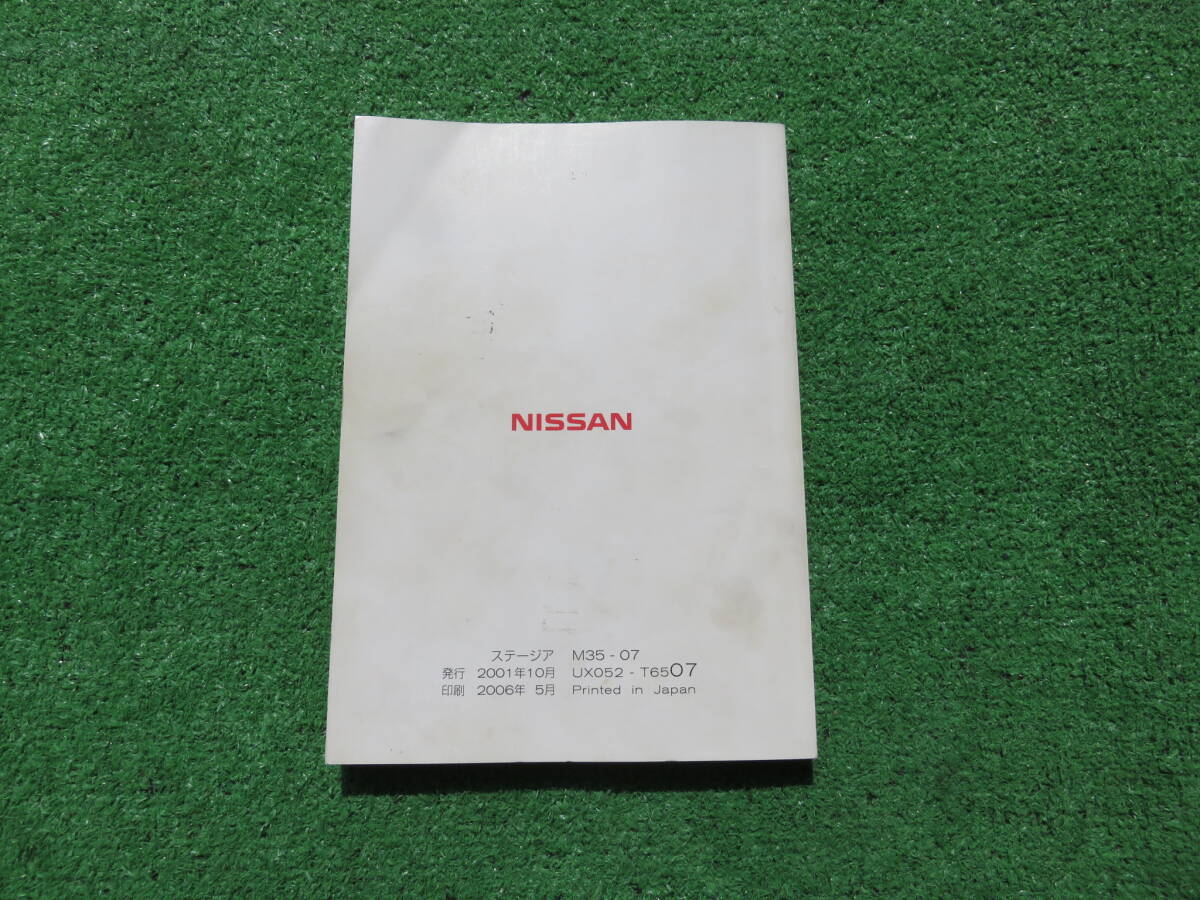 NISSAN
ステージア M35 - 07
発行 2001年10月 UX052 - T6507
印刷 2006年 5月 Printed in Japan